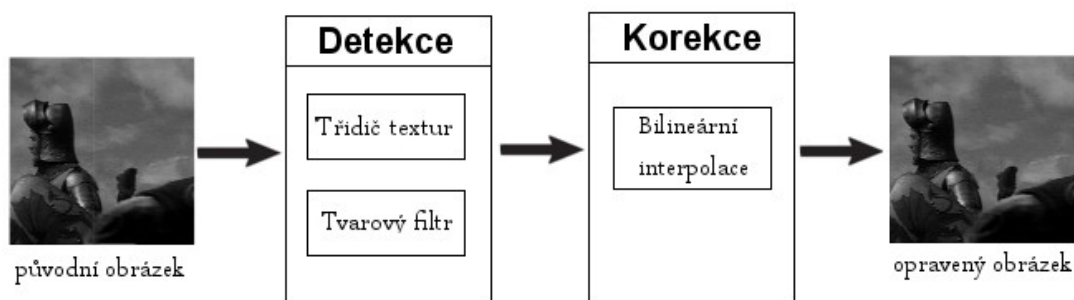 původní obrázek
Detekce
Třidič textur
Tvarový filtr
Korekce
Bilineární
interpolace
opravený obrázek